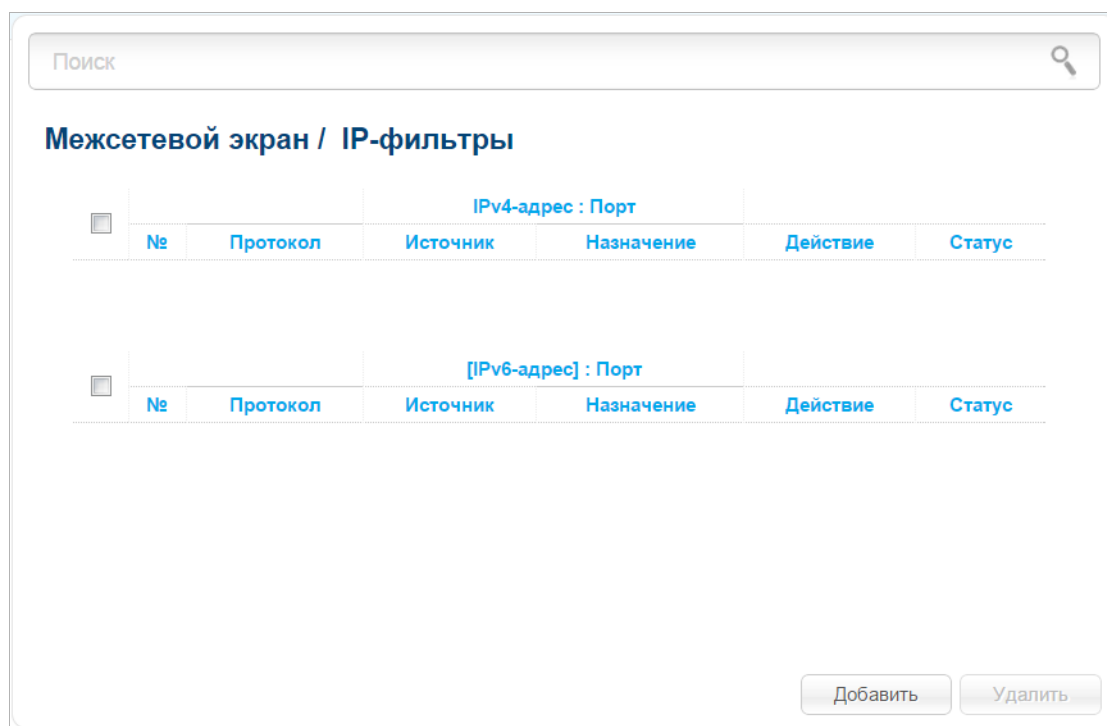 Поиск
Межсетевой экран / IP-фильтры
IPv4-адрес : Порт
№ Протокол Источник Назначение Действие Статус
[IPv6-адрес] : Порт
№ Протокол Источник Назначение Действие Статус
Добавить Удалить